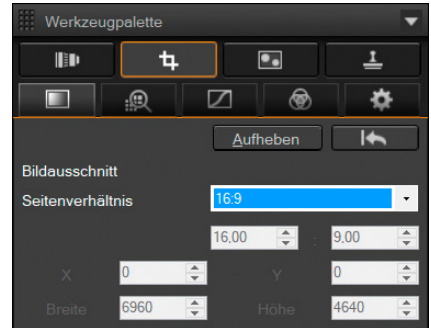 Werkzeugpalette
Aufheben
Bildausschnitt
Seitenverhältnis 16:9
16,00 : 9,00
X 0 Y 0
Breite 6960 Höhe 4640